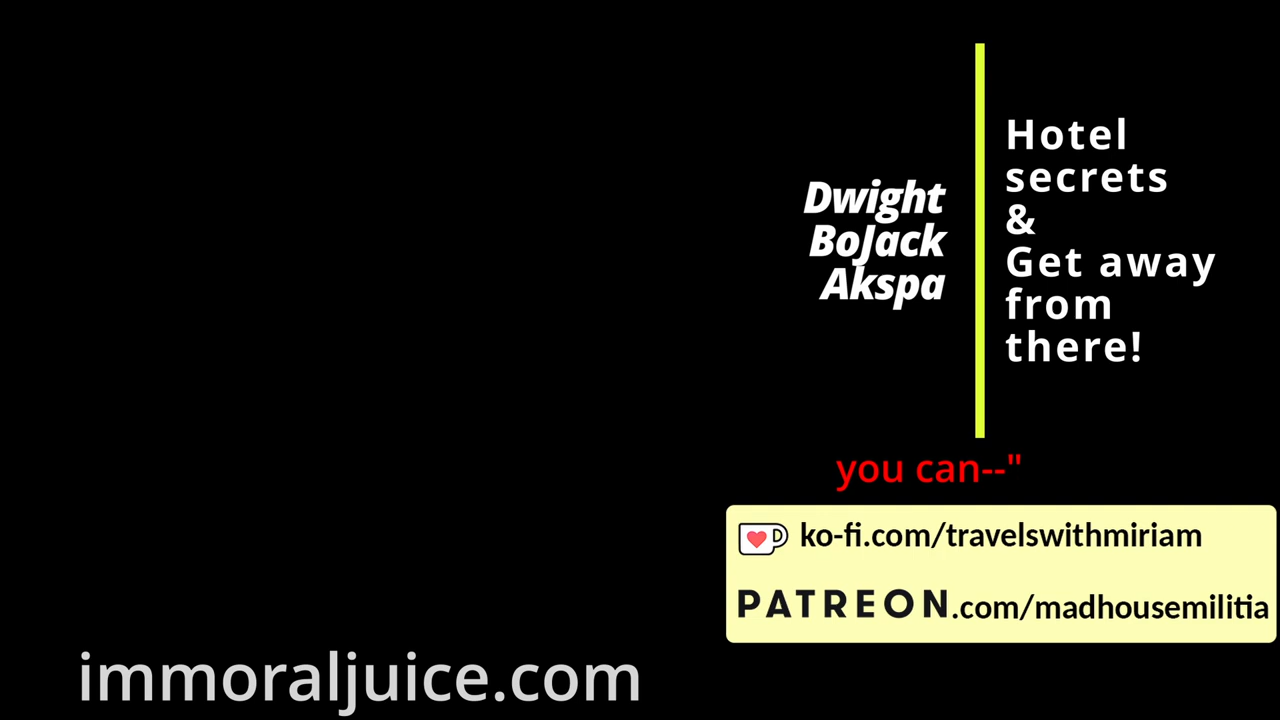 Dwight
BoJack
Akspa
Hotel
secrets
&
Get away
from
there!
you can--"
ko-fi.com/travelswithmiriam
PATREON.com/madhousemilitia
immoraljuice.com